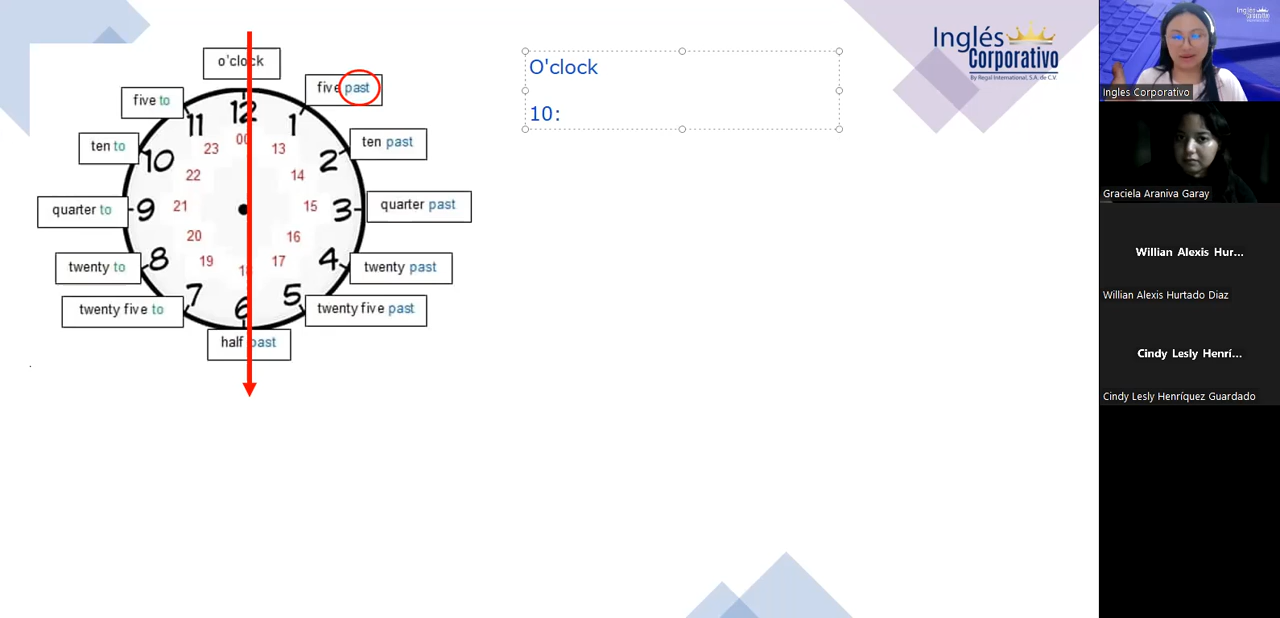 o'clock
five past
five to
ten past
ten to
quarter past
quarter to
twenty past
twenty to
twenty five past
twenty five to
half past
12
1
2
3
4
5
6
7
8
9
10
11
00
13
14
15
16
17
19
20
21
22
23
O'clock
10:
Inglés
Corporativo
By Regal International, S.A. de C.V.
Ingles Corporativo
Graciela Araniva Garay
Willian Alexis Hur...
Willian Alexis Hurtado Diaz
Cindy Lesly Henrí...
Cindy Lesly Henríquez Guardado